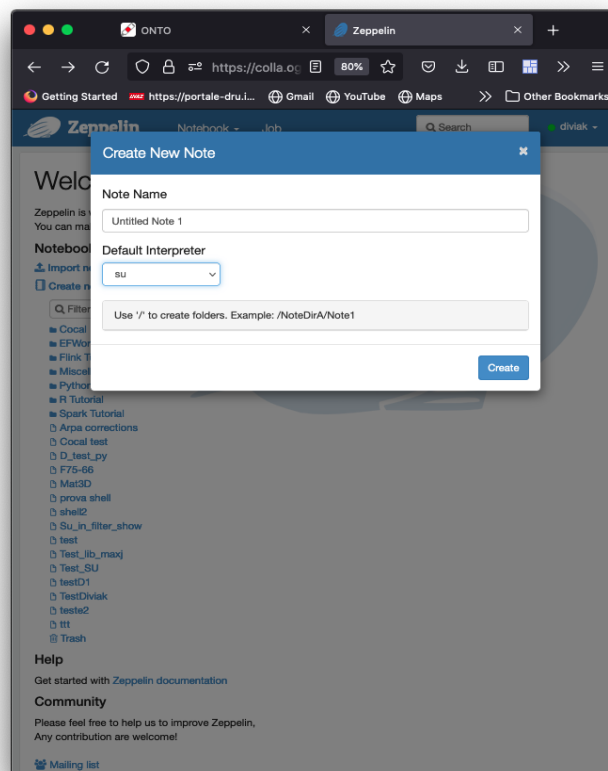 ONTO
Zeppelin
https://colla.og
80%
Getting Started
https://portale-dru.i...
Gmail
YouTube
Maps
Other Bookmarks
Zeppelin
Notebook
Job
Search
diviak
Create New Note
Welc
Note Name
Zeppelin is
You can ma
Untitled Note 1
Noteboo
Default Interpreter
Import n
su
Create n
Filter
Use '/' to create folders. Example: /NoteDirA/Note1
Cocal
EFWor
Flink T
Create
Miscel
Python
R Tutorial
Spark Tutorial
Arpa corrections
Cocal test
D_test_py
F75-66
Mat3D
prova shell
shell2
Su_in_filter_show
test
Test_lib_maxj
Test_SU
testD1
TestDiviak
teste2
ttt
Trash
Help
Get started with Zeppelin documentation
Community
Please feel free to help us to improve Zeppelin,
Any contribution are welcome!
Mailing list